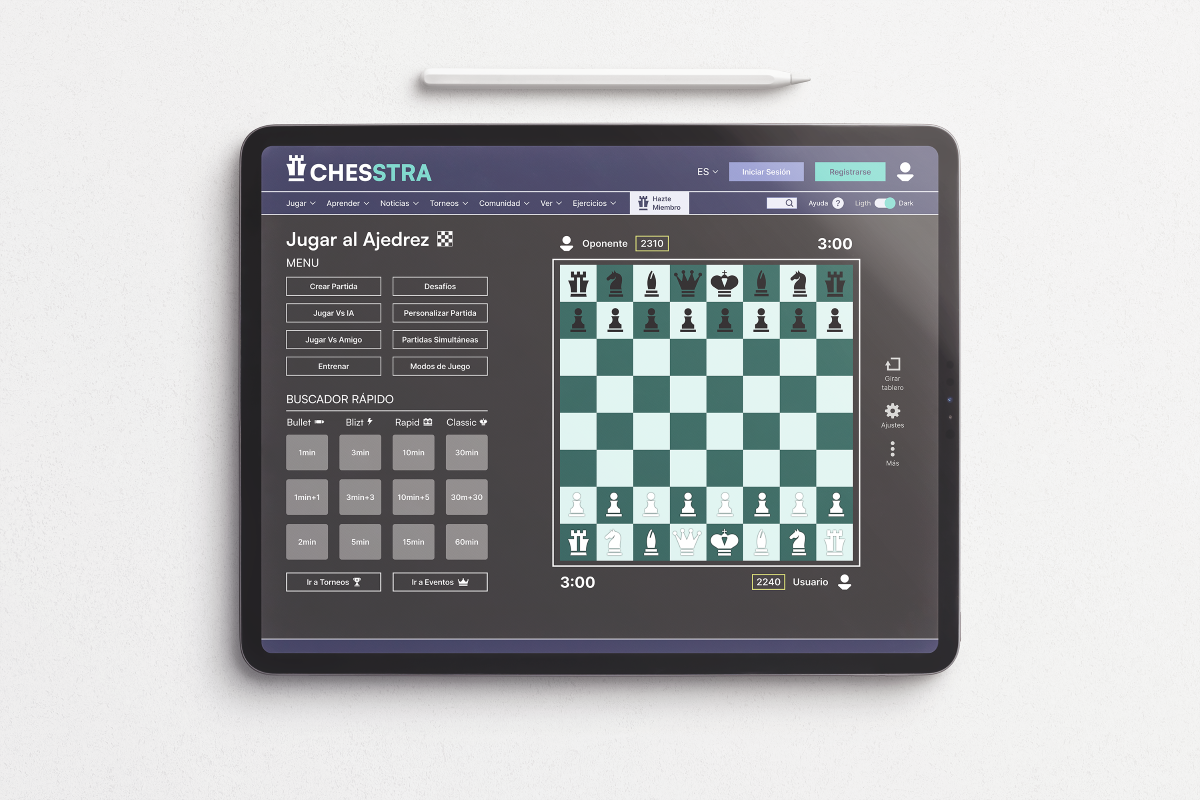 CHESSTRA
ES
Iniciar Sesión
Registrarse
Jugar
Aprender
Noticias
Torneos
Comunidad
Ver
Ejercicios
Hazte
Miembro
Ayuda ?
Ligth
Dark
Jugar al Ajedrez
MENU
Crear Partida
Desafíos
Jugar Vs IA
Personalizar Partida
Jugar Vs Amigo
Partidas Simultáneas
Entrenar
Modos de Juego
BUSCADOR RÁPIDO
Bullet
Blizt
Rapid
Classic
1min
3min
10min
30min
1min+1
3min+3
10min+5
30m+30
2min
5min
15min
60min
Ir a Torneos
Ir a Eventos
Oponente
2310
3:00
Girar
tablero
Ajustes
Más
3:00
2240
Usuario